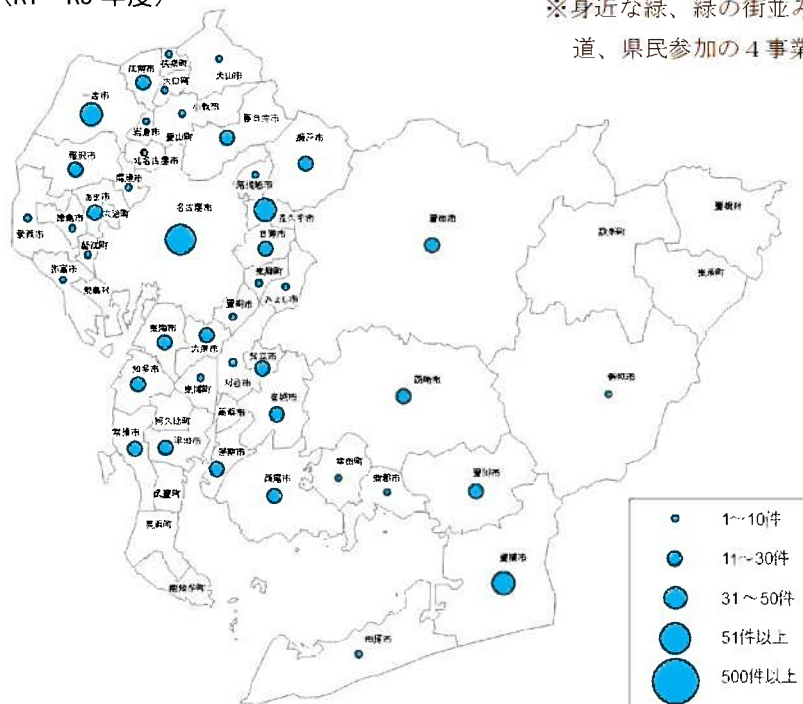 (R1 ~ R5 年度)
※身近な緑、緑の街並み
道、県民参加の4事業
扶桑町
犬山市
江南市
大口町
一宮市
小牧市
岩倉市
豊山町
春日井市
瀬戸市
北名古屋市
稲沢市
清須市
尾張旭市
あま市
大治町
名古屋市
長久手市
豊田市
設楽町
豊根村
愛西市
津島市
日進市
蟹江町
東郷町
東栄町
弥富市
飛島村
みよし市
豊明市
東海市
大府市
知立市
知多市
東浦町
刈谷市
岡崎市
新城市
安城市
高浜市
阿久比町
常滑市
半田市
碧南市
幸田町
豊川市
西尾市
蒲郡市
武豊町
美浜町
南知多町
豊橋市
田原市
1~10件
11~30件
31~50件
51件以上
500件以上